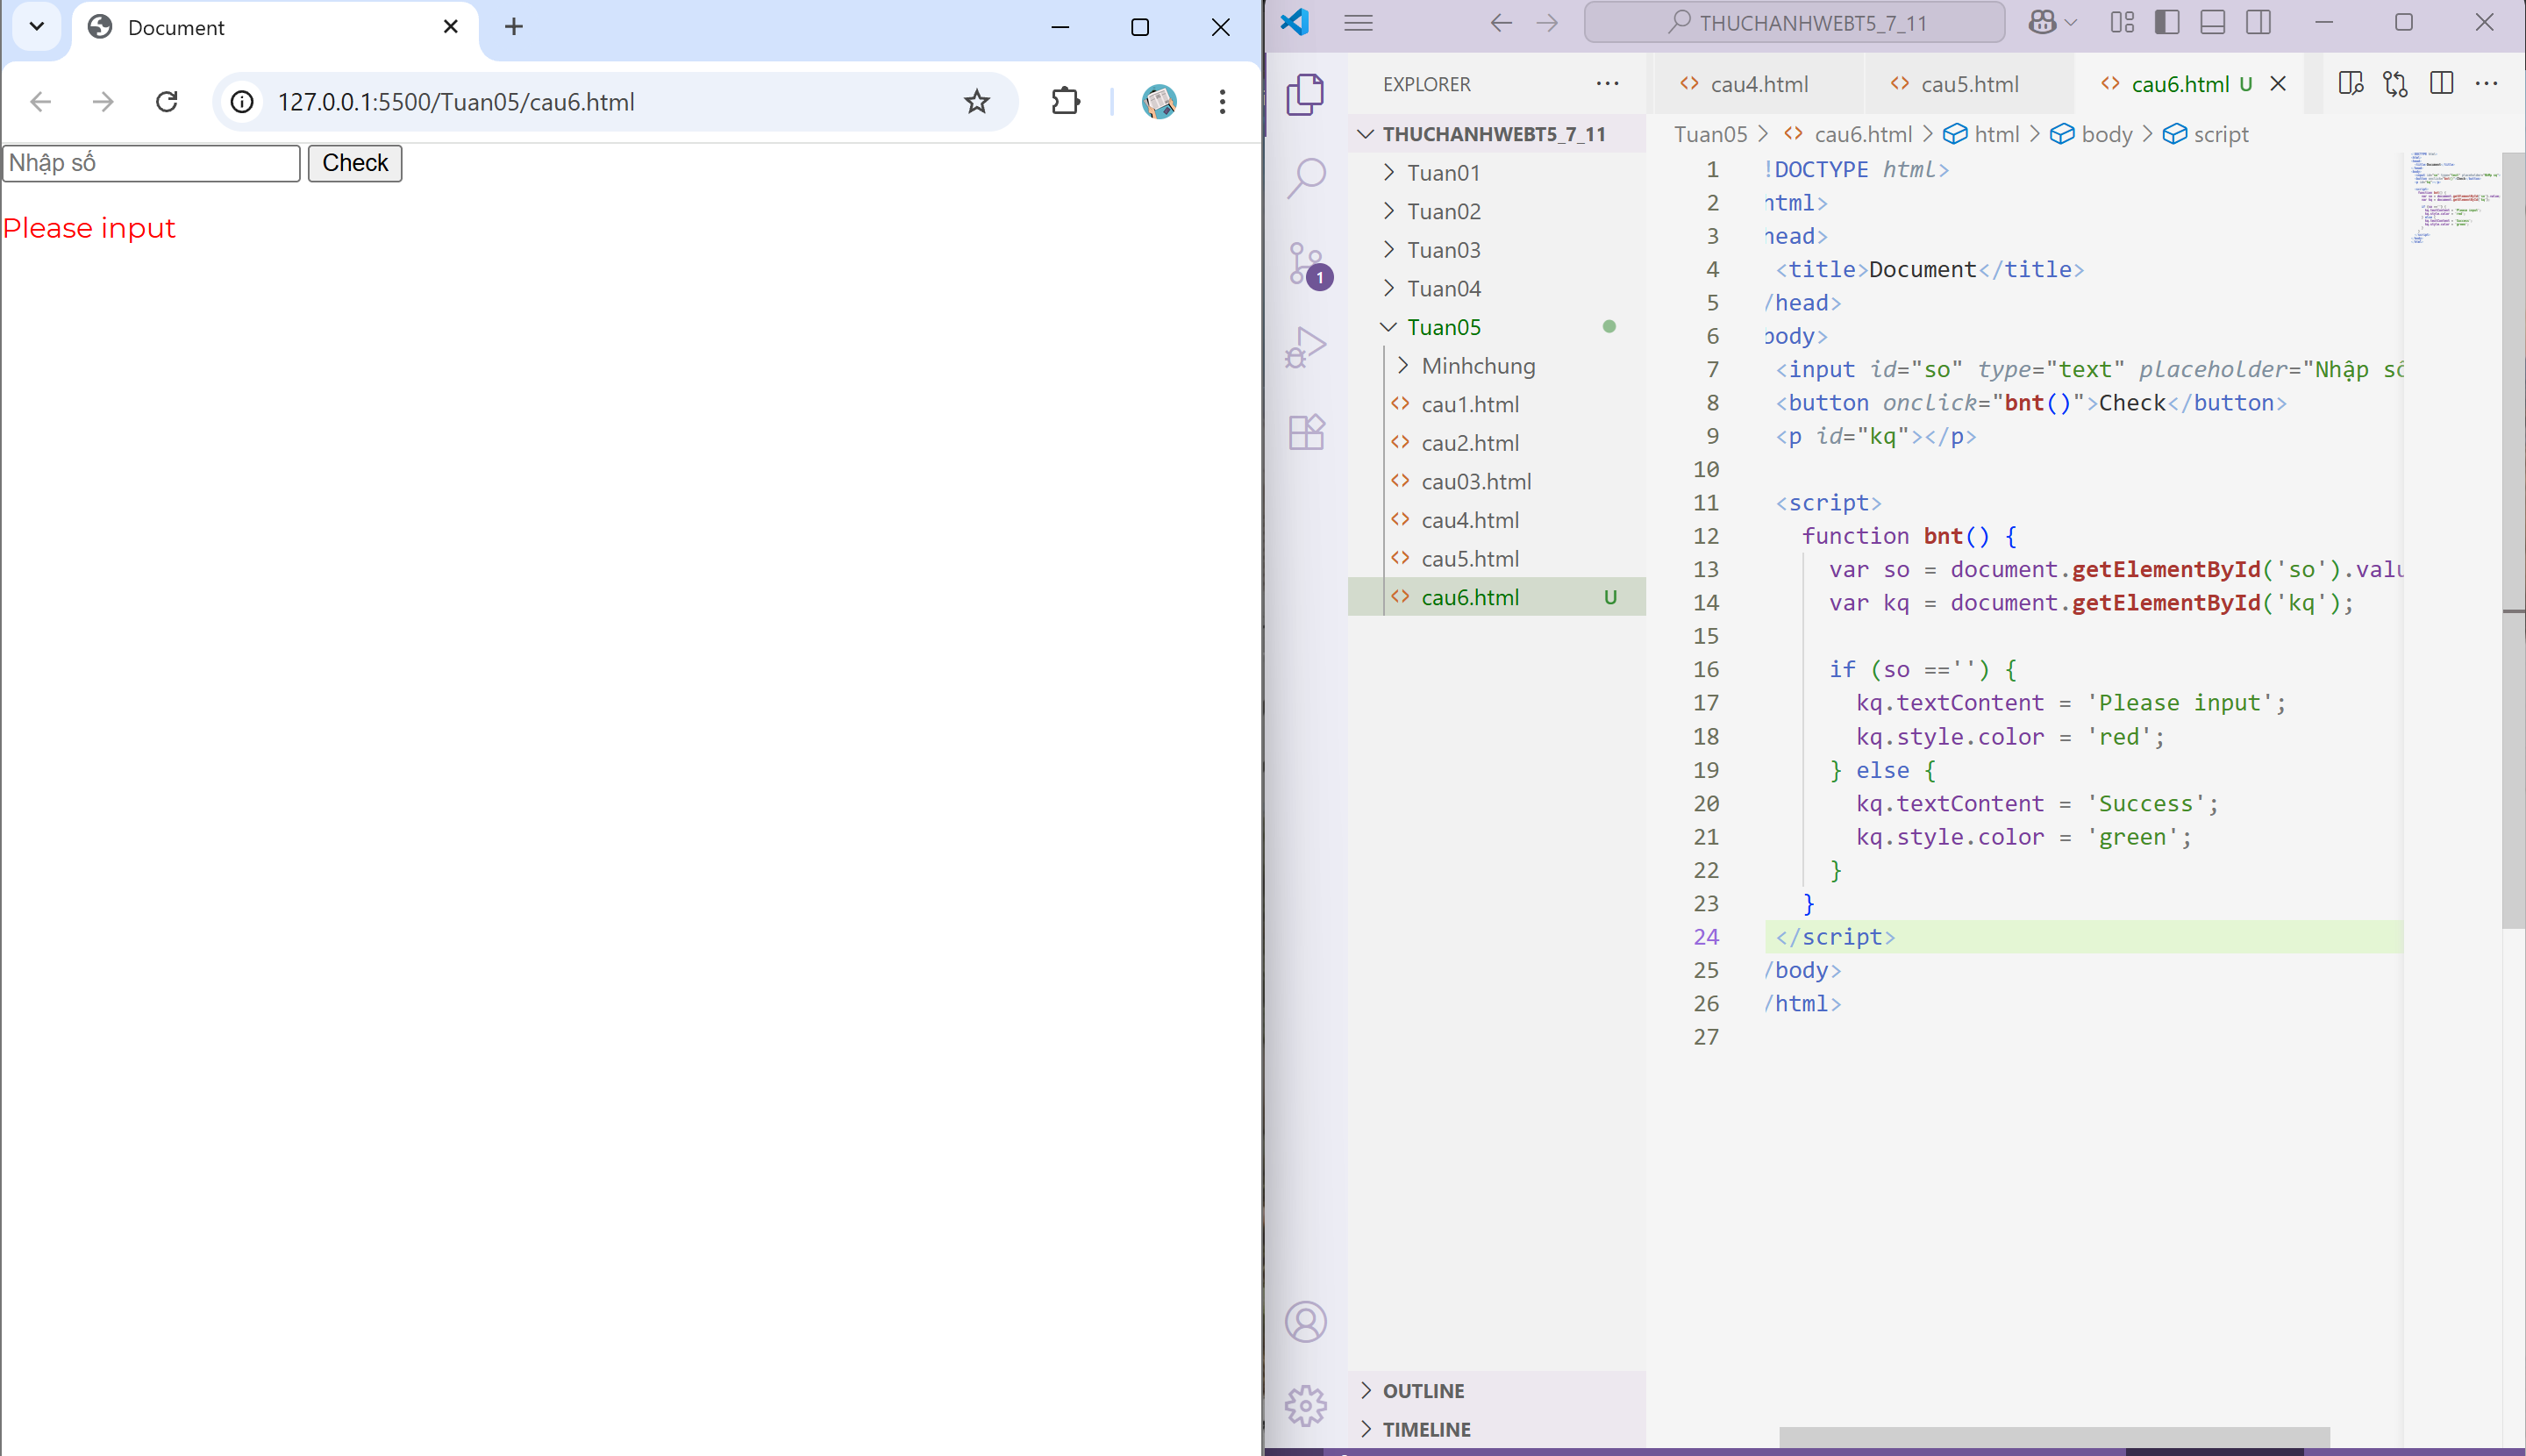 Document
127.0.0.1:5500/Tuan05/cau6.html
Nhập số
Check
Please input
THUCHANHWEBT5_7_11
EXPLORER
THUCHANHWEBT5_7_11
Tuan01
Tuan02
Tuan03
Tuan04
Tuan05
Minhchung
cau1.html
cau2.html
cau03.html
cau4.html
cau5.html
cau6.html U
OUTLINE
TIMELINE
1
cau4.html
cau5.html
cau6.html U
Tuan05 > cau6.html > html > body > script
1 !DOCTYPE html>
2 html>
3 head>
4 <title>Document</title>
5 /head>
6 body>
7 <input id="so" type="text" placeholder="Nhập số
8 <button onclick="bnt()">Check</button>
9 <p id="kq"></p>
10
11 <script>
12 function bnt() {
13 var so = document.getElementById('so').valu
14 var kq = document.getElementById('kq');
15
16 if (so =='') {
17 kq.textContent = 'Please input';
18 kq.style.color = 'red';
19 } else {
20 kq.textContent = 'Success';
21 kq.style.color = 'green';
22 }
23 }
24 </script>
25 /body>
26 /html>
27